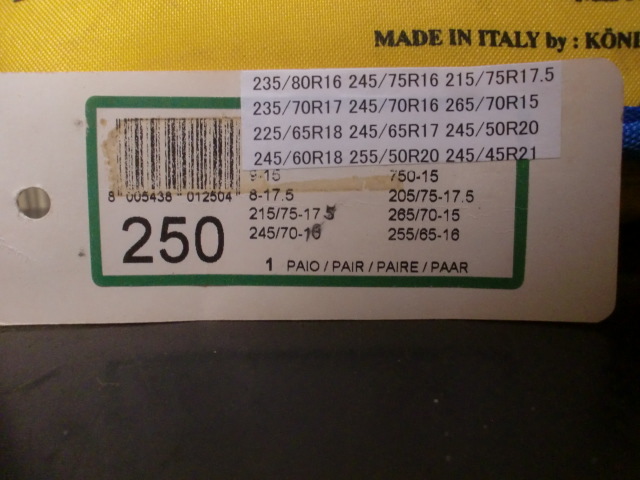 MADE IN ITALY by : KÖNI
235/80R16 245/75R16 215/75R17.5
235/70R17 245/70R16 265/70R15
225/65R18 245/65R17 245/50R20
245/60R18 255/50R20 245/45R21
9-15 750-15
8 005438 012504 8-17.5 205/75-17.5
215/75-17.5 265/70-15
250 245/70-16 255/65-16
1 PAIO / PAIR / PAIRE / PAAR